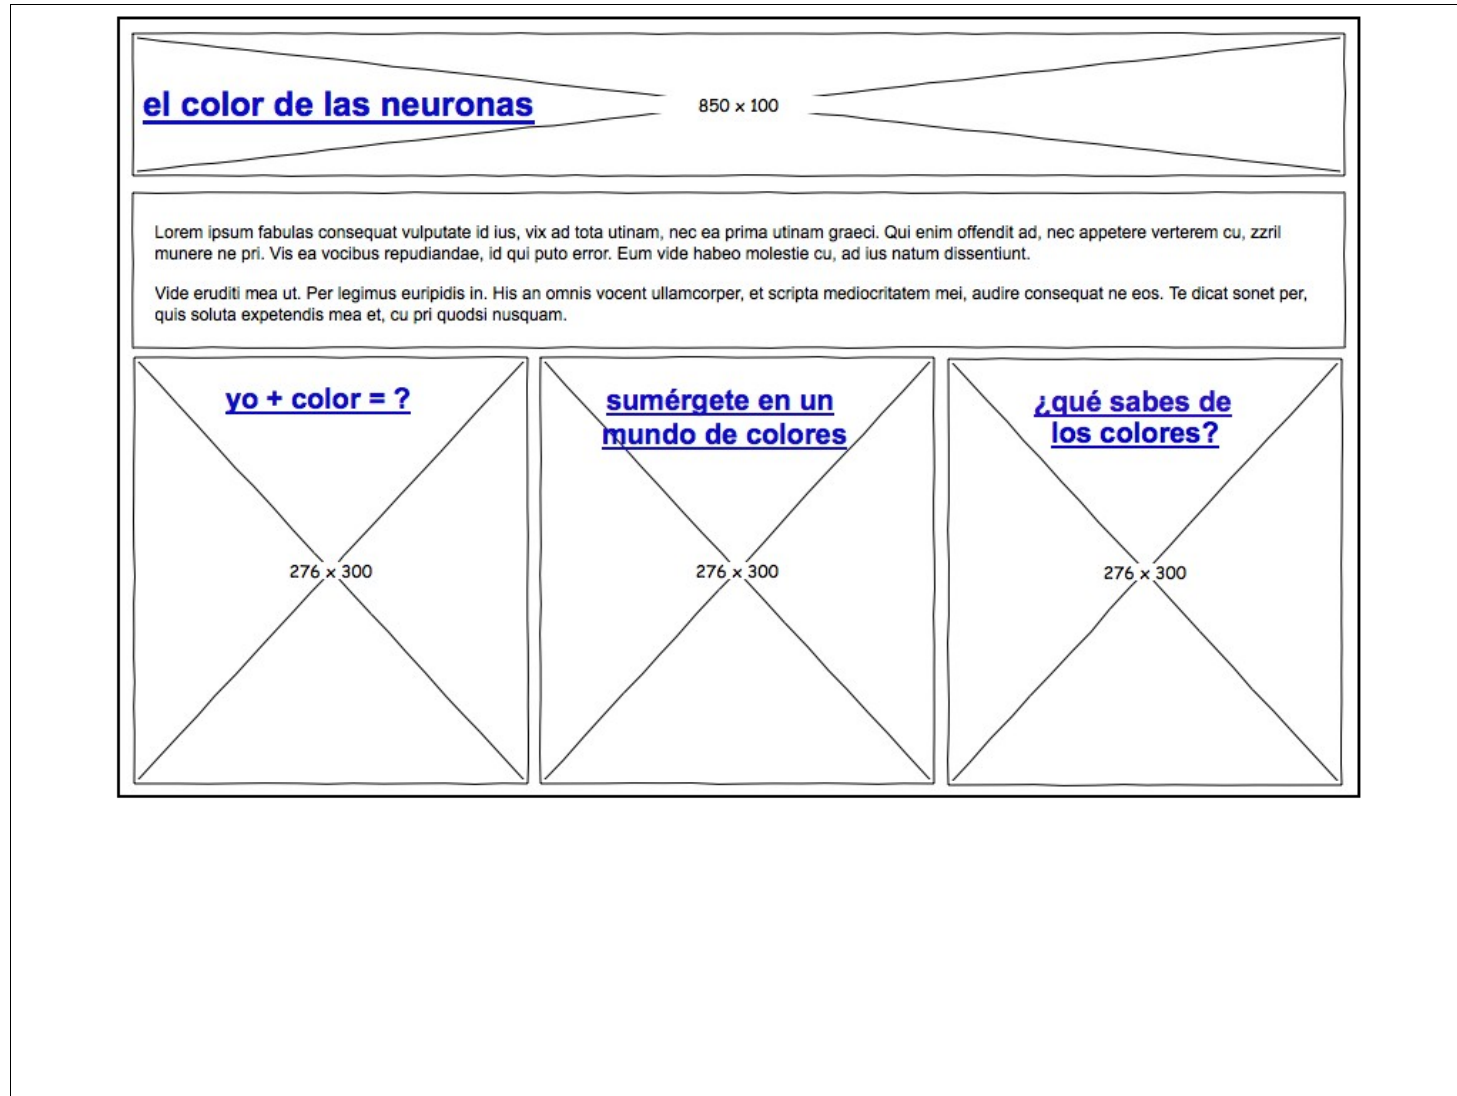 el color de las neuronas
850 x 100
Lorem ipsum fabulas consequat vulputate id ius, vix ad tota utinam, nec ea prima utinam graeci. Qui enim offendit ad, nec appetere verterem cu, zzril
munere ne pri. Vis ea vocibus repudiandae, id qui puto error. Eum vide habeo molestie cu, ad ius natum dissentiunt.
Vide eruditi mea ut. Per legimus euripidis in. His an omnis vocent ullamcorper, et scripta mediocritatem mei, audire consequat ne eos. Te dicat sonet per,
quis soluta expetendis mea et, cu pri quodsi nusquam.
yo + color = ?
276 x 300
sumérgete en un
mundo de colores
276 x 300
¿qué sabes de
los colores?
276 x 300